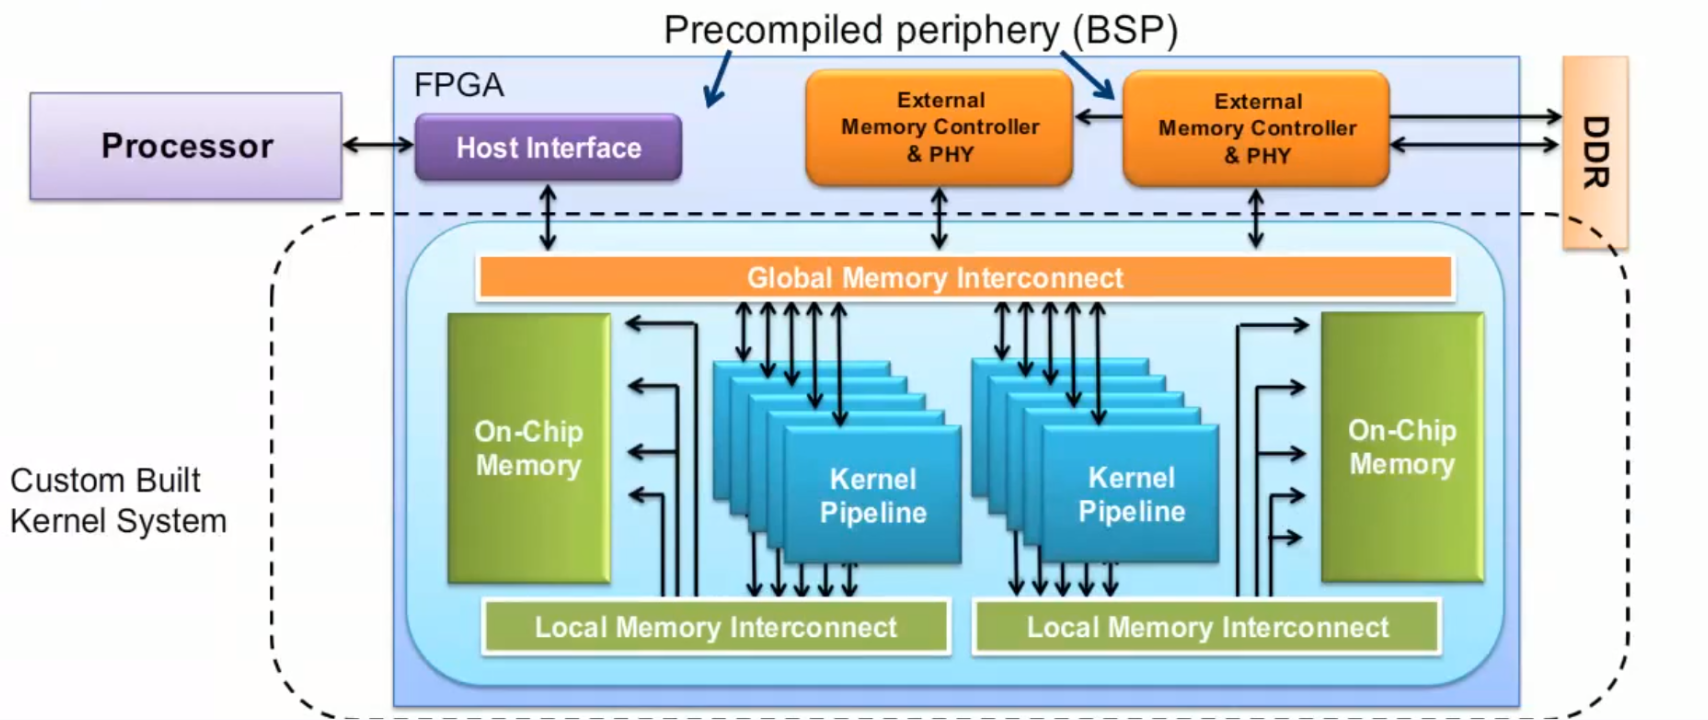 Precompiled periphery (BSP)
FPGA
Processor
Host Interface
External
Memory Controller
& PHY
External
Memory Controller
& PHY
DDR
Global Memory Interconnect
On-Chip
Memory
Kernel
Pipeline
Kernel
Pipeline
On-Chip
Memory
Custom Built
Kernel System
Local Memory Interconnect
Local Memory Interconnect